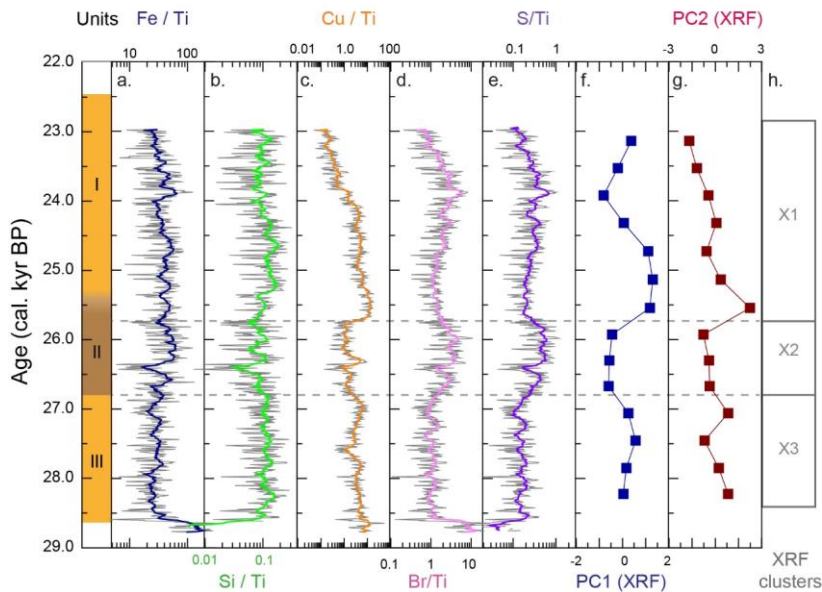 Units Fe / Ti Cu / Ti S/Ti PC2 (XRF)
10 100 0.01 1.0 100 0.1 1 -3 0 3
22.0
a. b. c. d. e. f. g. h.
23.0
I
24.0
X1
25.0
Age (cal. kyr BP)
26.0
II
X2
27.0
III
X3
28.0
29.0
0.01 0.1 0.1 1 10 -2 0 2
Si / Ti Br/Ti PC1 (XRF) XRF
clusters